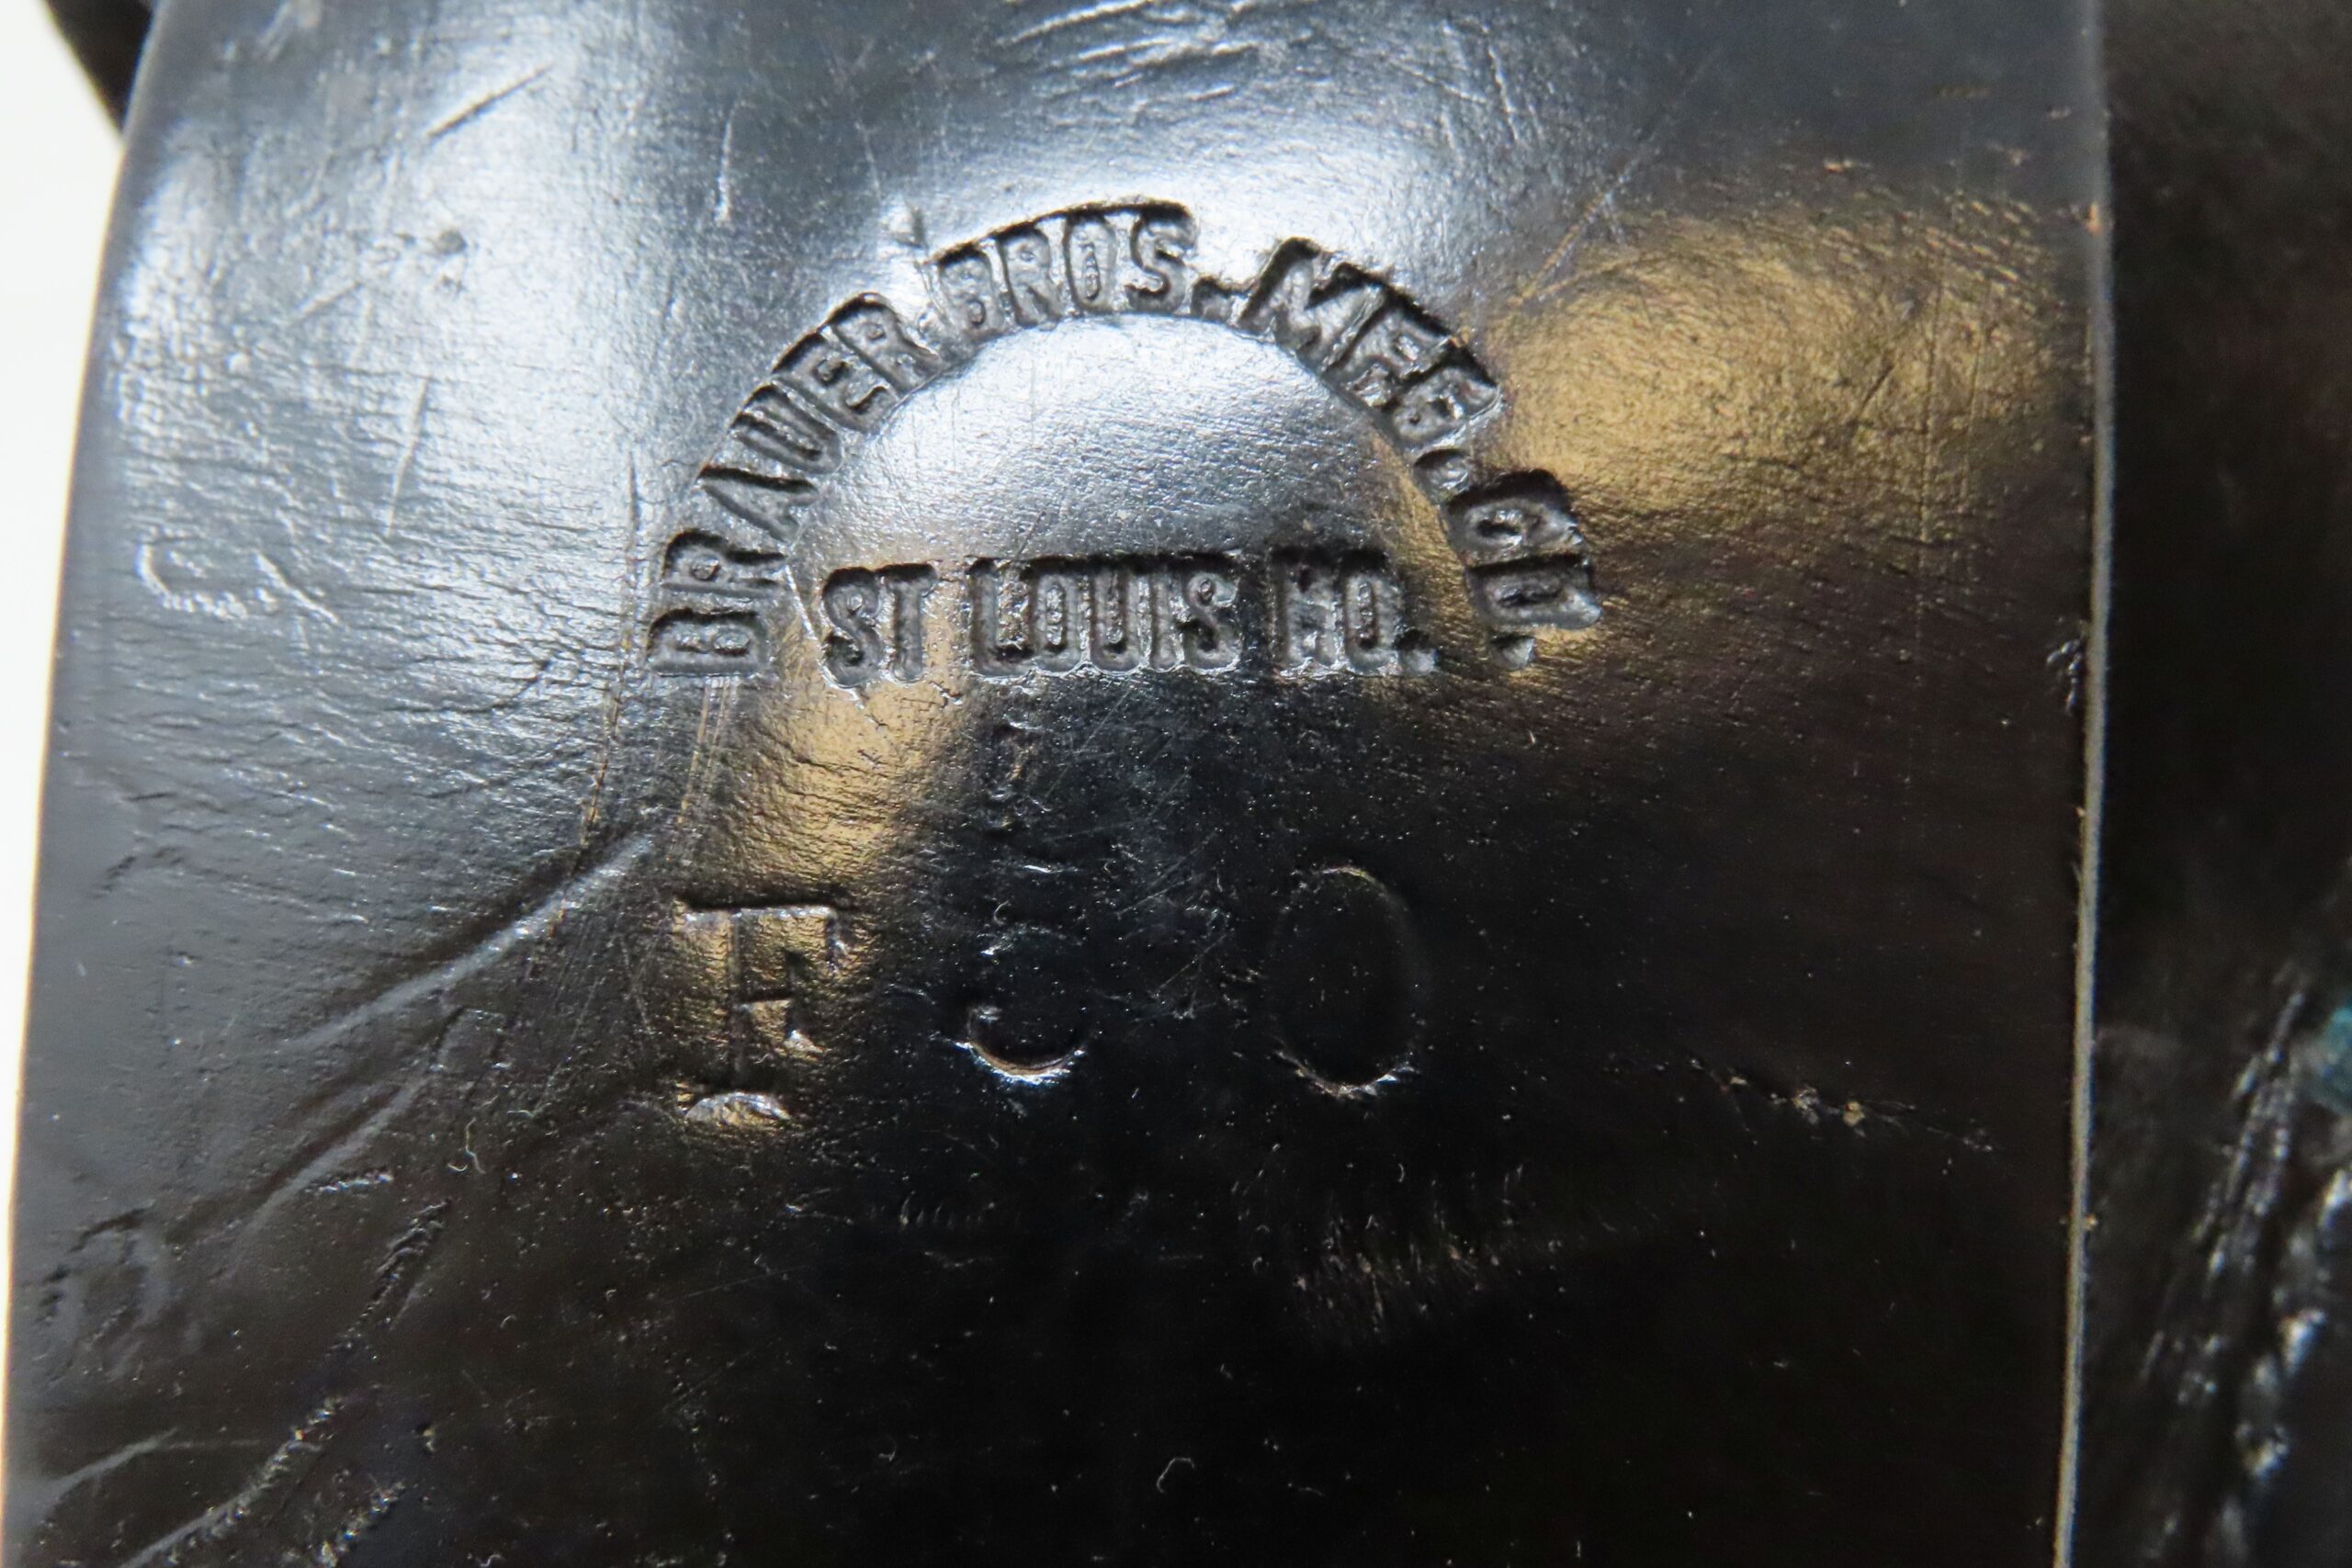 BRAUER BROS. MFG. CO.
ST LOUIS MO.
F 30